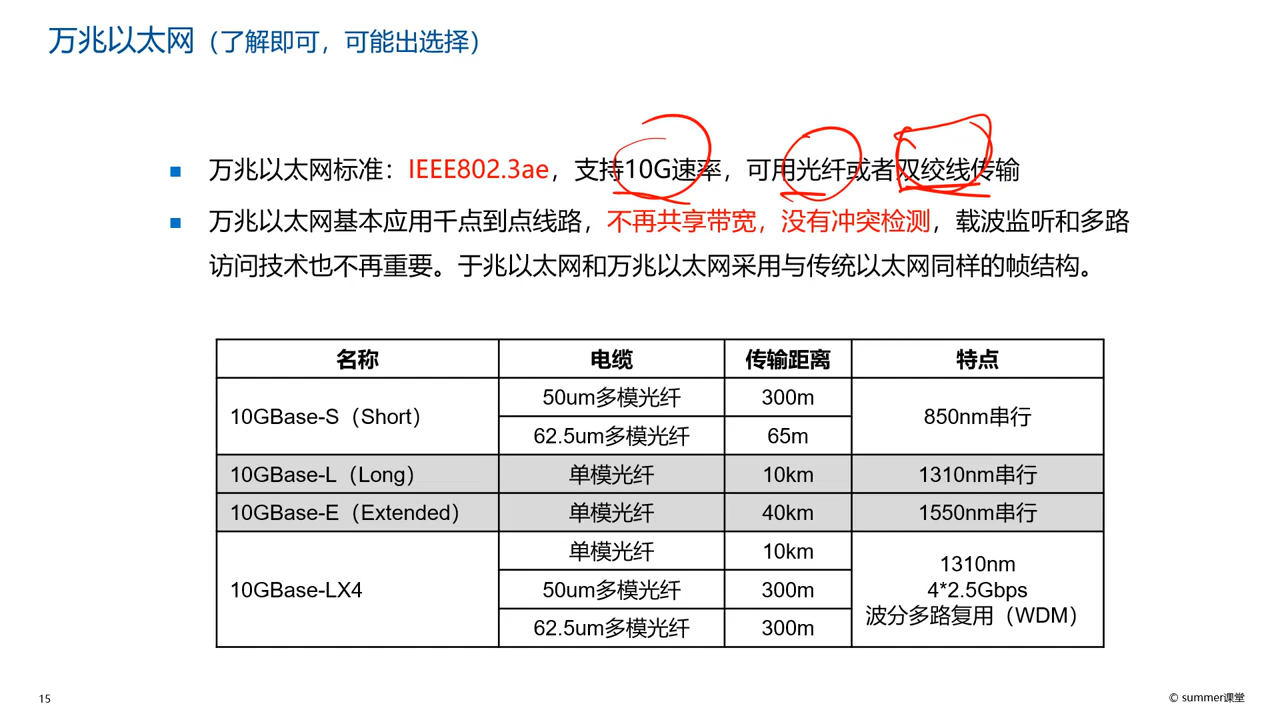 万兆以太网（了解即可，可能出选择）
万兆以太网标准：IEEE802.3ae，支持10G速率，可用光纤或者双绞线传输
万兆以太网基本应用千点到点线路，不再共享带宽，没有冲突检测，载波监听和多路
访问技术也不再重要。于兆以太网和万兆以太网采用与传统以太网同样的帧结构。
名称 电缆 传输距离 特点
10GBase-S（Short） 50um多模光纤 300m 850nm串行
62.5um多模光纤 65m
10GBase-L（Long） 单模光纤 10km 1310nm串行
10GBase-E（Extended） 单模光纤 40km 1550nm串行
10GBase-LX4 单模光纤 10km 1310nm
4*2.5Gbps
波分多路复用（WDM）
50um多模光纤 300m
62.5um多模光纤 300m
15
© summer课堂